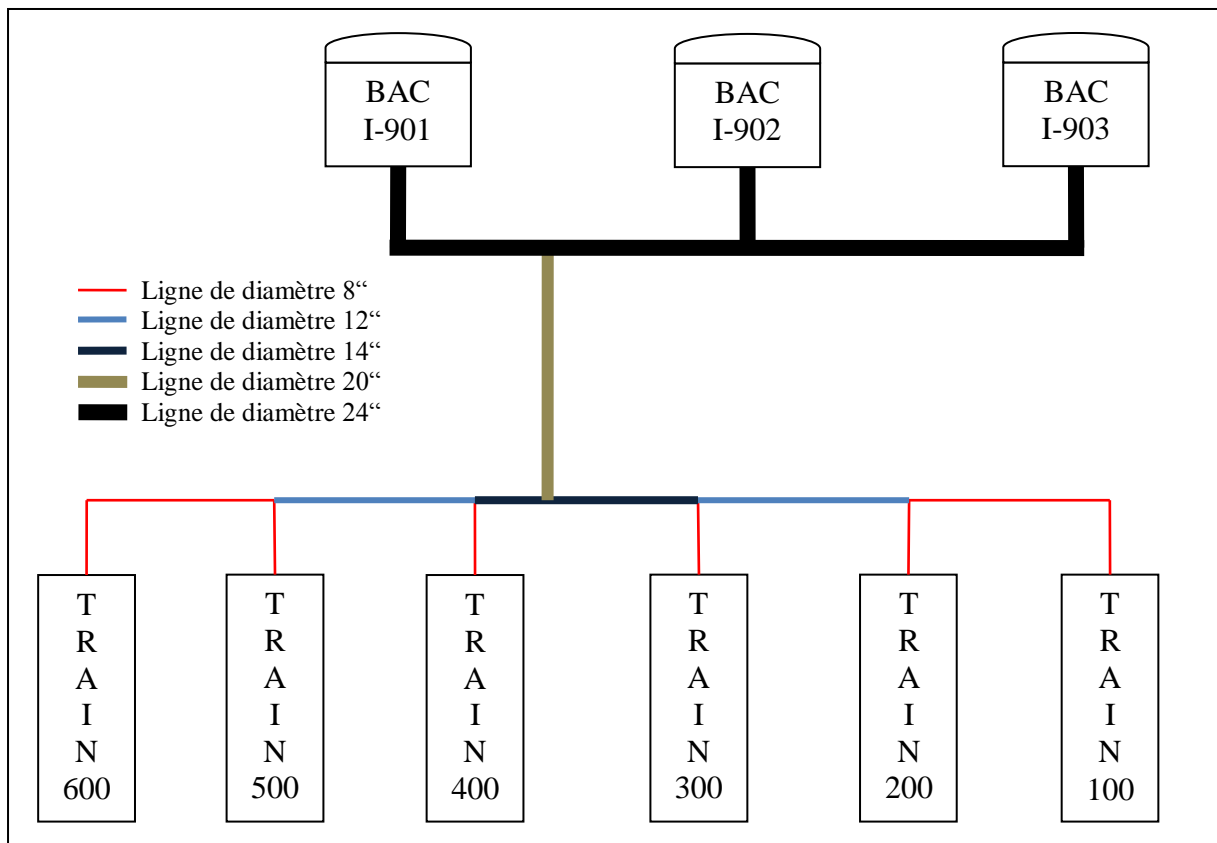 BAC
I-901
BAC
I-902
BAC
I-903
Ligne de diamètre 8“
Ligne de diamètre 12“
Ligne de diamètre 14“
Ligne de diamètre 20“
Ligne de diamètre 24“
T
R
A
I
N
600
T
R
A
I
N
500
T
R
A
I
N
400
T
R
A
I
N
300
T
R
A
I
N
200
T
R
A
I
N
100